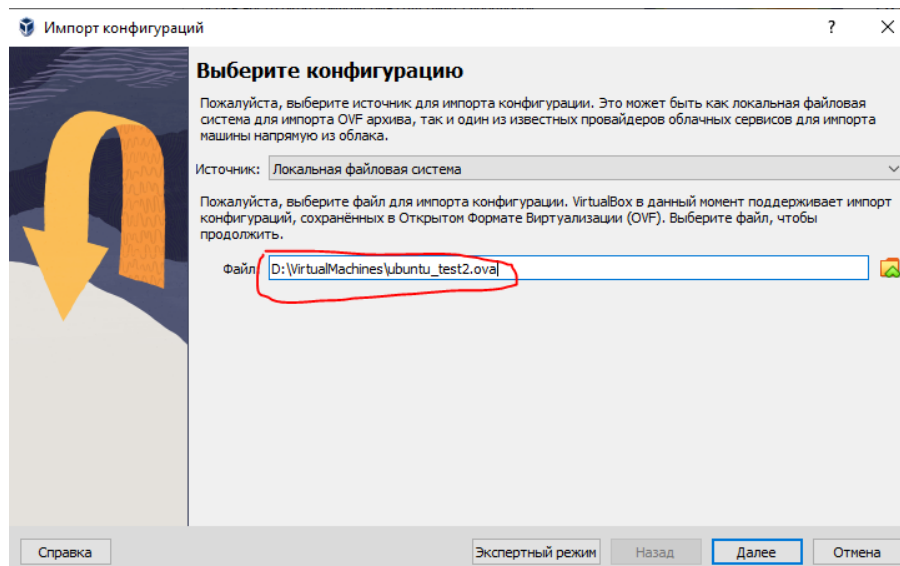 Импорт конфигураций
?
Выберите конфигурацию
Пожалуйста, выберите источник для импорта конфигурации. Это может быть как локальная файловая
система для импорта OVF архива, так и один из известных провайдеров облачных сервисов для импорта
машины напрямую из облака.
Источник: Локальная файловая система
Пожалуйста, выберите файл для импорта конфигурации. VirtualBox в данный момент поддерживает импорт
конфигураций, сохранённых в Открытом Формате Виртуализации (OVF). Выберите файл, чтобы
продолжить.
Файл: D:\VirtualMachines\ubuntu_test2.ova
Справка Экспертный режим Назад Далее Отмена